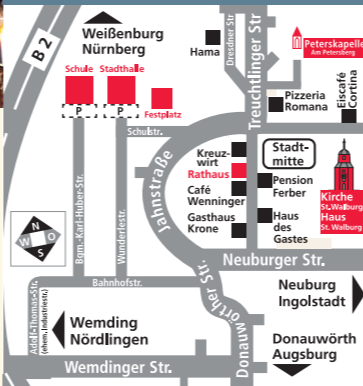 B 2
Weißenburg
Nürnberg
Hama
Dresdner Str
Treuchtlinger Str
Peterskapelle
Am Petersberg
Schule
Stadthalle
P
P
Festplatz
Pizzeria
Romana
Eiscafé
Cortina
Schulstr.
Jahnstraße
Kreuz-
wirt
Rathaus
Café
Wenninger
Gasthaus
Krone
Stadt-
mitte
Pension
Ferber
Haus
des
Gastes
Kirche
St. Walburg
Haus
St. Walburg
Bgm.-Karl-Huber-Str.
Wunderlestr.
N
W
O
S
Neuburger Str.
Bahnhofstr.
Adolf-Thomas-Str.
(ehem. Industriestr.)
Wemding
Nördlingen
Donauwörther Str.
Neuburg
Ingolstadt
Donauwörth
Augsburg
Wemdinger Str.